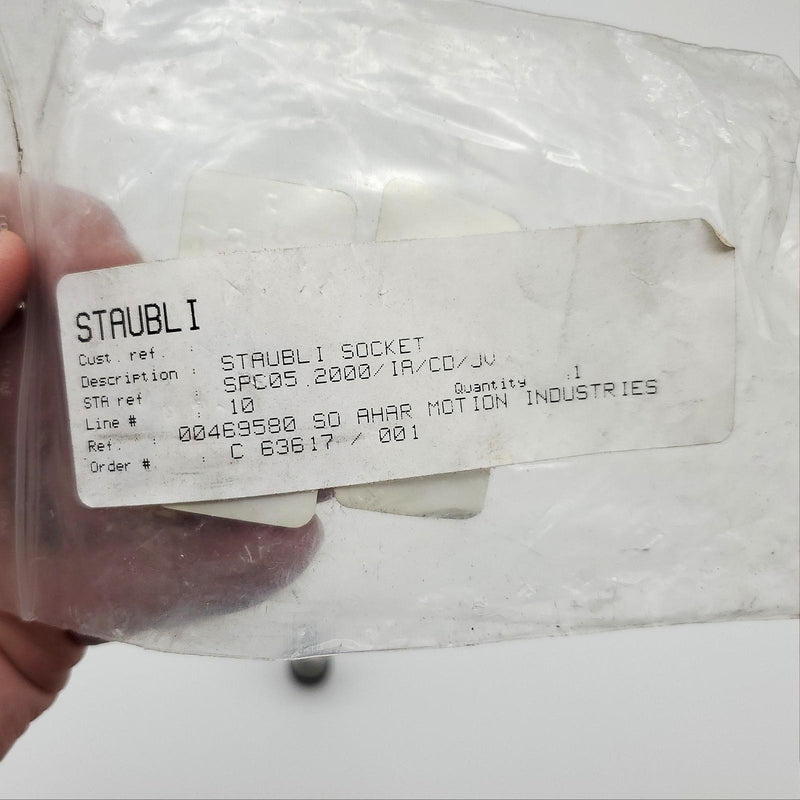 STAUBLI
Cust. ref. :
Description : STAUBLI SOCKET
STA ref : SPC05.2000/IA/CD/JV
Line # : 10 Quantity :1
Ref. : 00469580 SO AHAR MOTION INDUSTRIES
Order # : C 63617 / 001